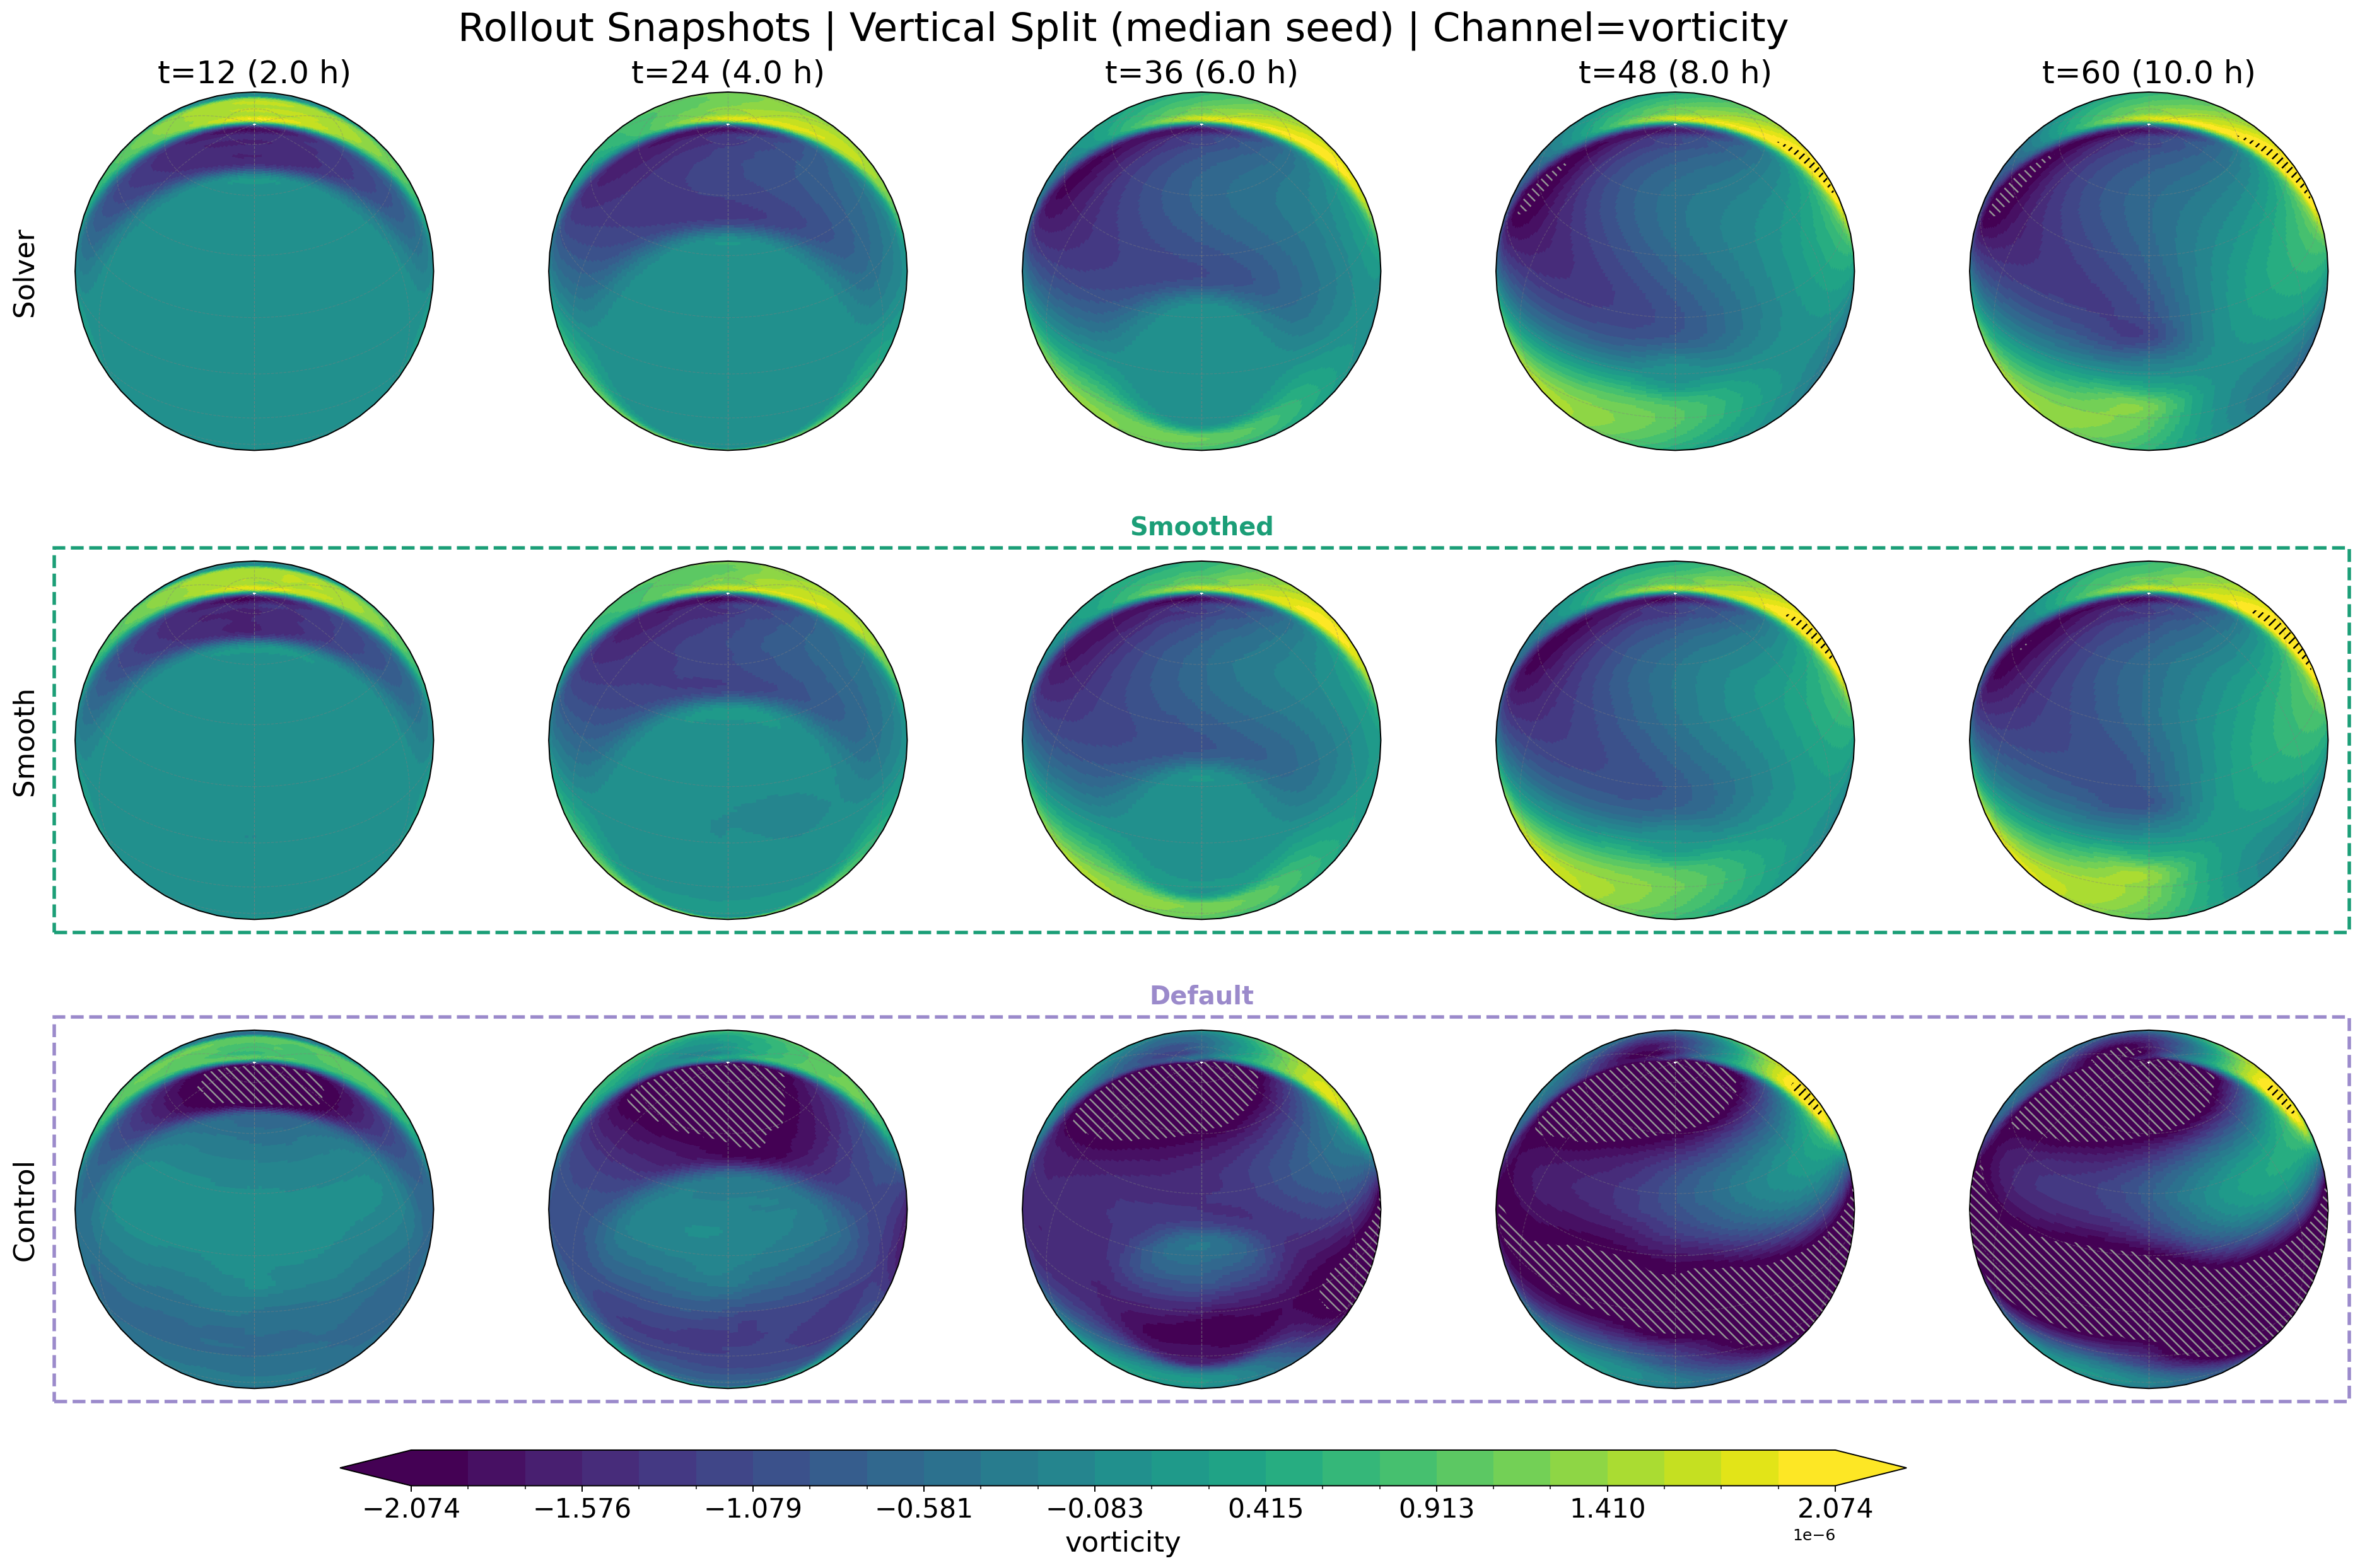 Rollout Snapshots | Vertical Split (median seed) | Channel=vorticity
t=12 (2.0 h) t=24 (4.0 h) t=36 (6.0 h) t=48 (8.0 h) t=60 (10.0 h)
Solver
Smoothed
Smooth
Default
Control
−2.074 −1.576 −1.079 −0.581 −0.083 0.415 0.913 1.410 2.074
1e−6
vorticity